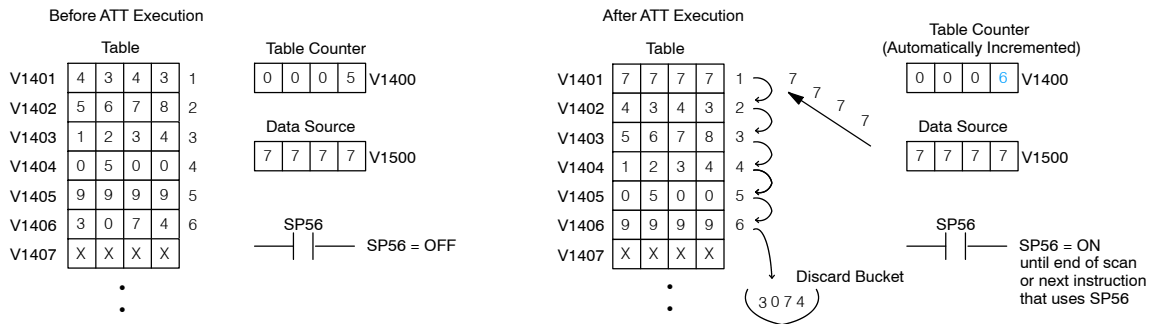 Before ATT Execution
Table
Table Counter
V1401 4 3 4 3 1
0 0 0 5 V1400
V1402 5 6 7 8 2
Data Source
V1403 1 2 3 4 3
7 7 7 7 V1500
V1404 0 5 0 0 4
V1405 9 9 9 9 5
V1406 3 0 7 4 6
SP56
SP56 = OFF
V1407 X X X X
After ATT Execution
Table
Table Counter
(Automatically Incremented)
V1401 7 7 7 7 1
7 7 7 7
0 0 0 6 V1400
V1402 4 3 4 3 2
Data Source
V1403 5 6 7 8 3
7 7 7 7 V1500
V1404 1 2 3 4 4
V1405 0 5 0 0 5
V1406 9 9 9 9 6
SP56
V1407 X X X X
SP56 = ON
until end of scan
or next instruction
that uses SP56
Discard Bucket
3 0 7 4